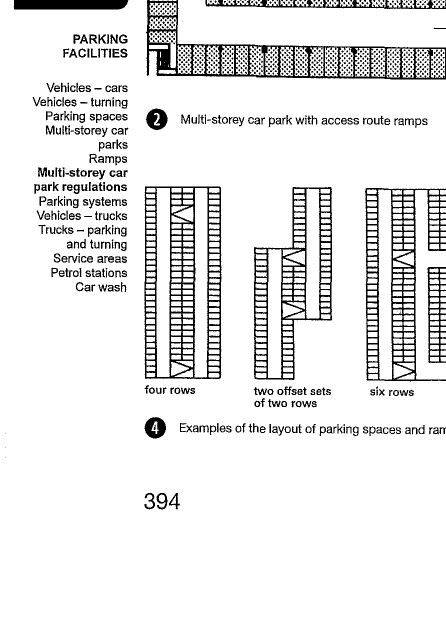 PARKING
FACILITIES
Vehicles – cars
Vehicles – turning
Parking spaces
Multi-storey car
parks
Ramps
Multi-storey car
park regulations
Parking systems
Vehicles – trucks
Trucks – parking
and turning
Service areas
Petrol stations
Car wash
2 Multi-storey car park with access route ramps
four rows
two offset sets
of two rows
six rows
4 Examples of the layout of parking spaces and ram
394